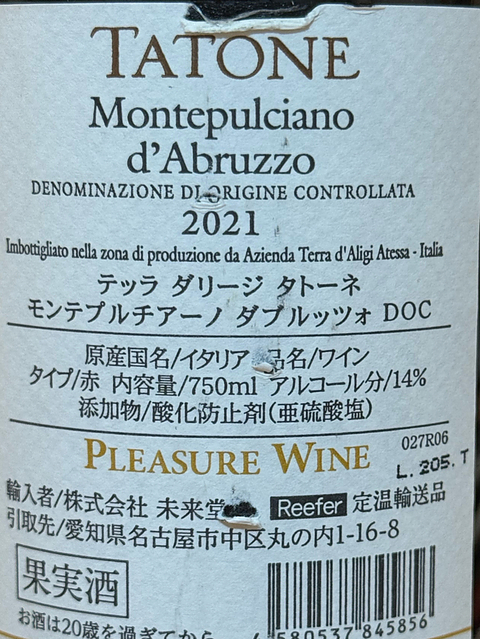 TATONE
Montepulciano
d'Abruzzo
DENOMINAZIONE DI ORIGINE CONTROLLATA
2021
Imbottigliato nella zona di produzione da Azienda Terra d'Aligi Atessa - Italia
テッラ ダリージ タトーネ
モンテプルチアーノ ダブルッツォ DOC
原産国名/イタリア 品名/ワイン
タイプ/赤 内容量/750ml アルコール分/14%
添加物/酸化防止剤(亜硫酸塩)
027R06
PLEASURE WINE
L.205.T
輸入者/株式会社 未来堂 Reefer 定温輸送品
引取先/愛知県名古屋市中区丸の内1-16-8
果実酒
お酒は20歳を過ぎてから
4 580537 845856